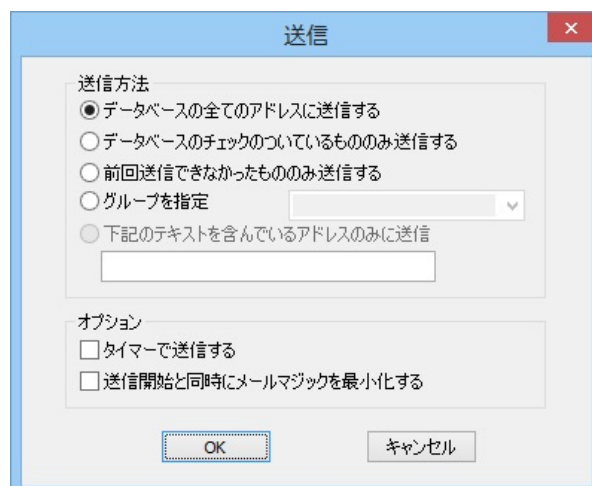 送信
送信方法
データベースの全てのアドレスに送信する
データベースのチェックのついているもののみ送信する
前回送信できなかったもののみ送信する
グループを指定
下記のテキストを含んでいるアドレスのみに送信
オプション
タイマーで送信する
送信開始と同時にメールマジックを最小化する
OK キャンセル